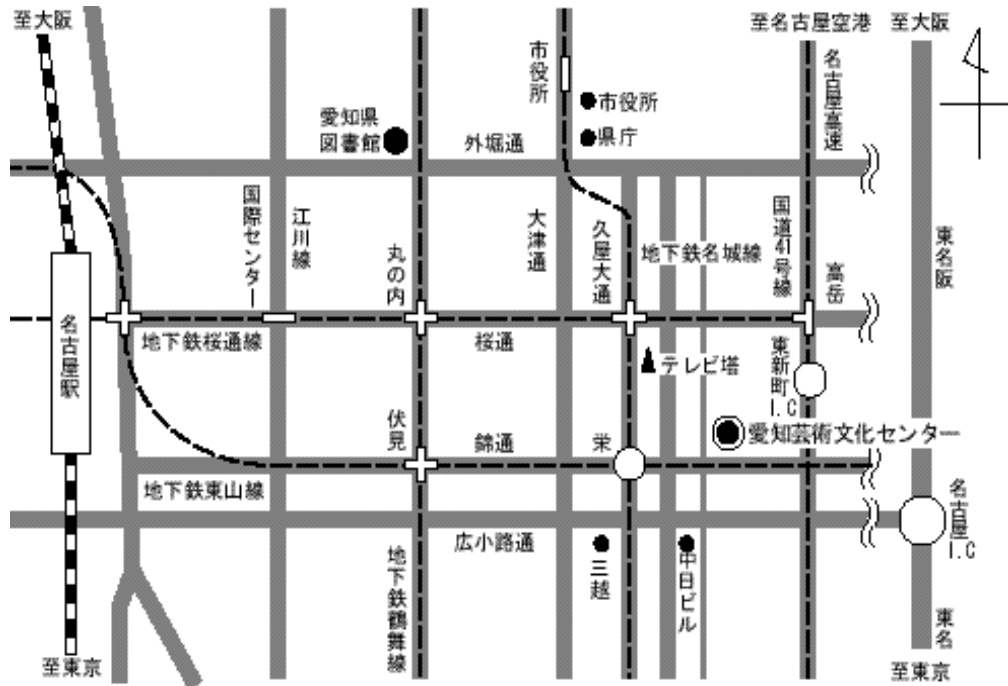 至大阪
至名古屋空港
至大阪
市役所
名古屋高速
市役所
県庁
愛知県
図書館
外堀通
国際センター
江川線
丸の内
大津通
久屋大通
地下鉄名城線
国道41号線
高岳
東名阪
名古屋駅
地下鉄桜通線
桜通
テレビ塔
東新町I.C
伏見
錦通
栄
愛知芸術文化センター
地下鉄東山線
名古屋I.C
広小路通
地下鉄鶴舞線
三越
中日ビル
東名
至東京
至東京